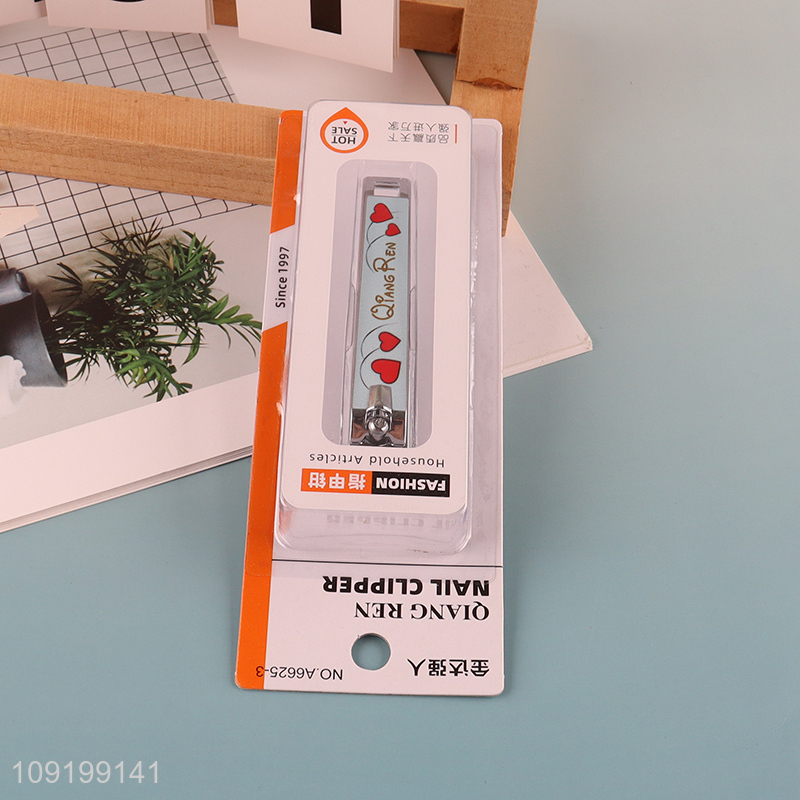 金达强人
NO.A6625-3
QIANG REN
NAIL CLIPPER
FASHION 指甲钳
Household Articles
QIANG REN
Since 1997
HOT
SALE
品质赢天下
强人进万家
109199141